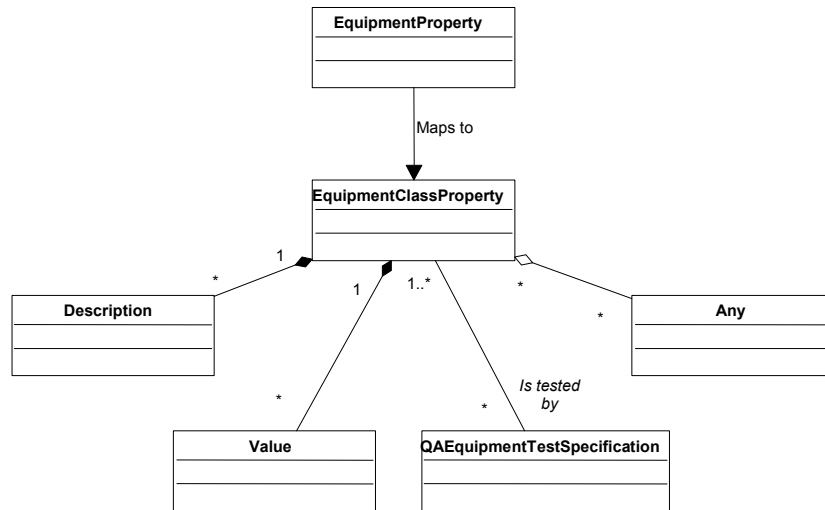 EquipmentProperty
Maps to
EquipmentClassProperty
1
*
1
*
1..*
*
Is tested
by
*
*
Description
Any
Value
QAEquipmentTestSpecification